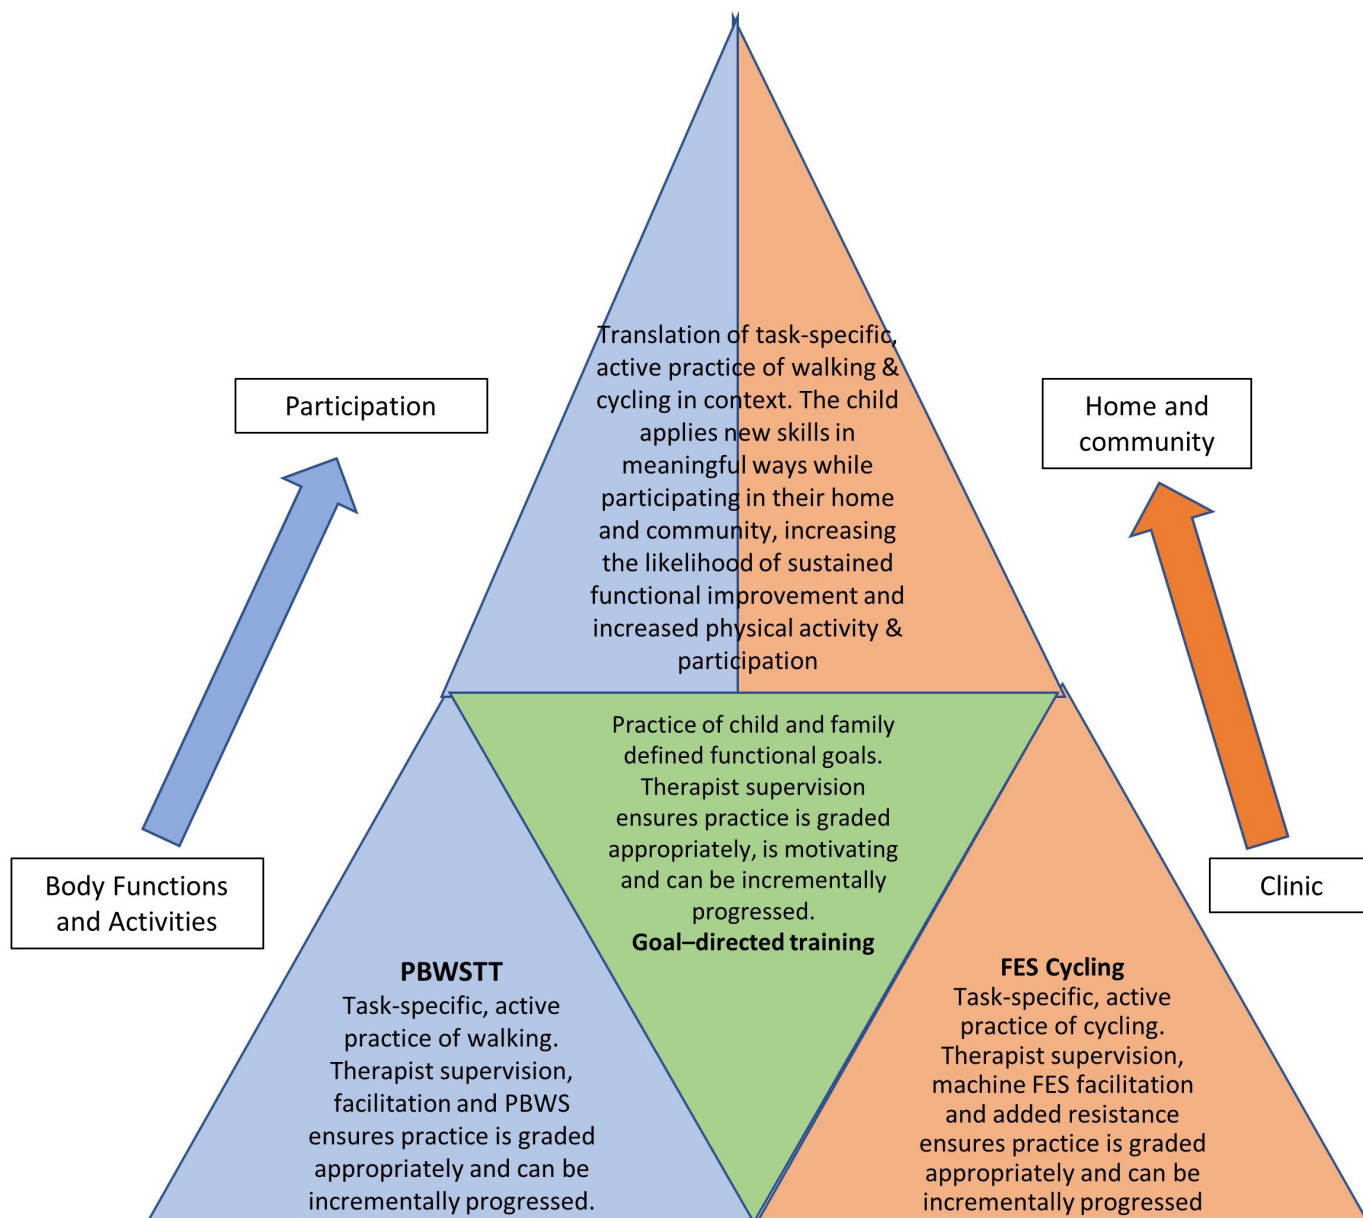 Translation of task-specific,
active practice of walking &
cycling in context. The child
applies new skills in
meaningful ways while
participating in their home
and community, increasing
the likelihood of sustained
functional improvement and
increased physical activity &
participation
Participation
Home and
community
Body Functions
and Activities
Clinic
Practice of child and family
defined functional goals.
Therapist supervision
ensures practice is graded
appropriately, is motivating
and can be incrementally
progressed.
Goal–directed training
PBWSTT
Task-specific, active
practice of walking.
Therapist supervision,
facilitation and PBWS
ensures practice is graded
appropriately and can be
incrementally progressed.
FES Cycling
Task-specific, active
practice of cycling.
Therapist supervision,
machine FES facilitation
and added resistance
ensures practice is graded
appropriately and can be
incrementally progressed